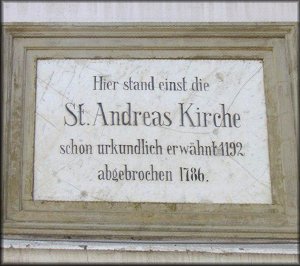 Hier stand einst die
St. Andreas Kirche
schon urkundlich erwähnt 1192
abgebrochen 1786.